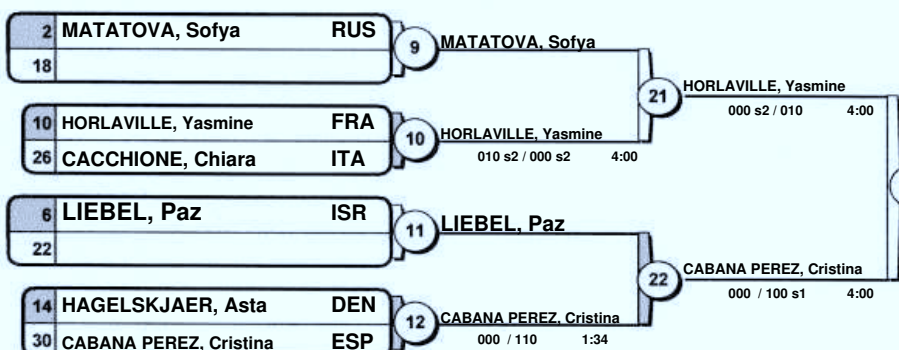 2 MATATOVA, Sofya RUS
18
9
MATATOVA, Sofya
10 HORLAVILLE, Yasmine FRA
26 CACCHIONE, Chiara ITA
10
HORLAVILLE, Yasmine
010 s2 / 000 s2 4:00
21
HORLAVILLE, Yasmine
000 s2 / 010 4:00
6 LIEBEL, Paz ISR
22
11
LIEBEL, Paz
14 HAGELSKJAER, Asta DEN
30 CABANA PEREZ, Cristina ESP
12
CABANA PEREZ, Cristina
000 / 110 1:34
22
CABANA PEREZ, Cristina
000 / 100 s1 4:00